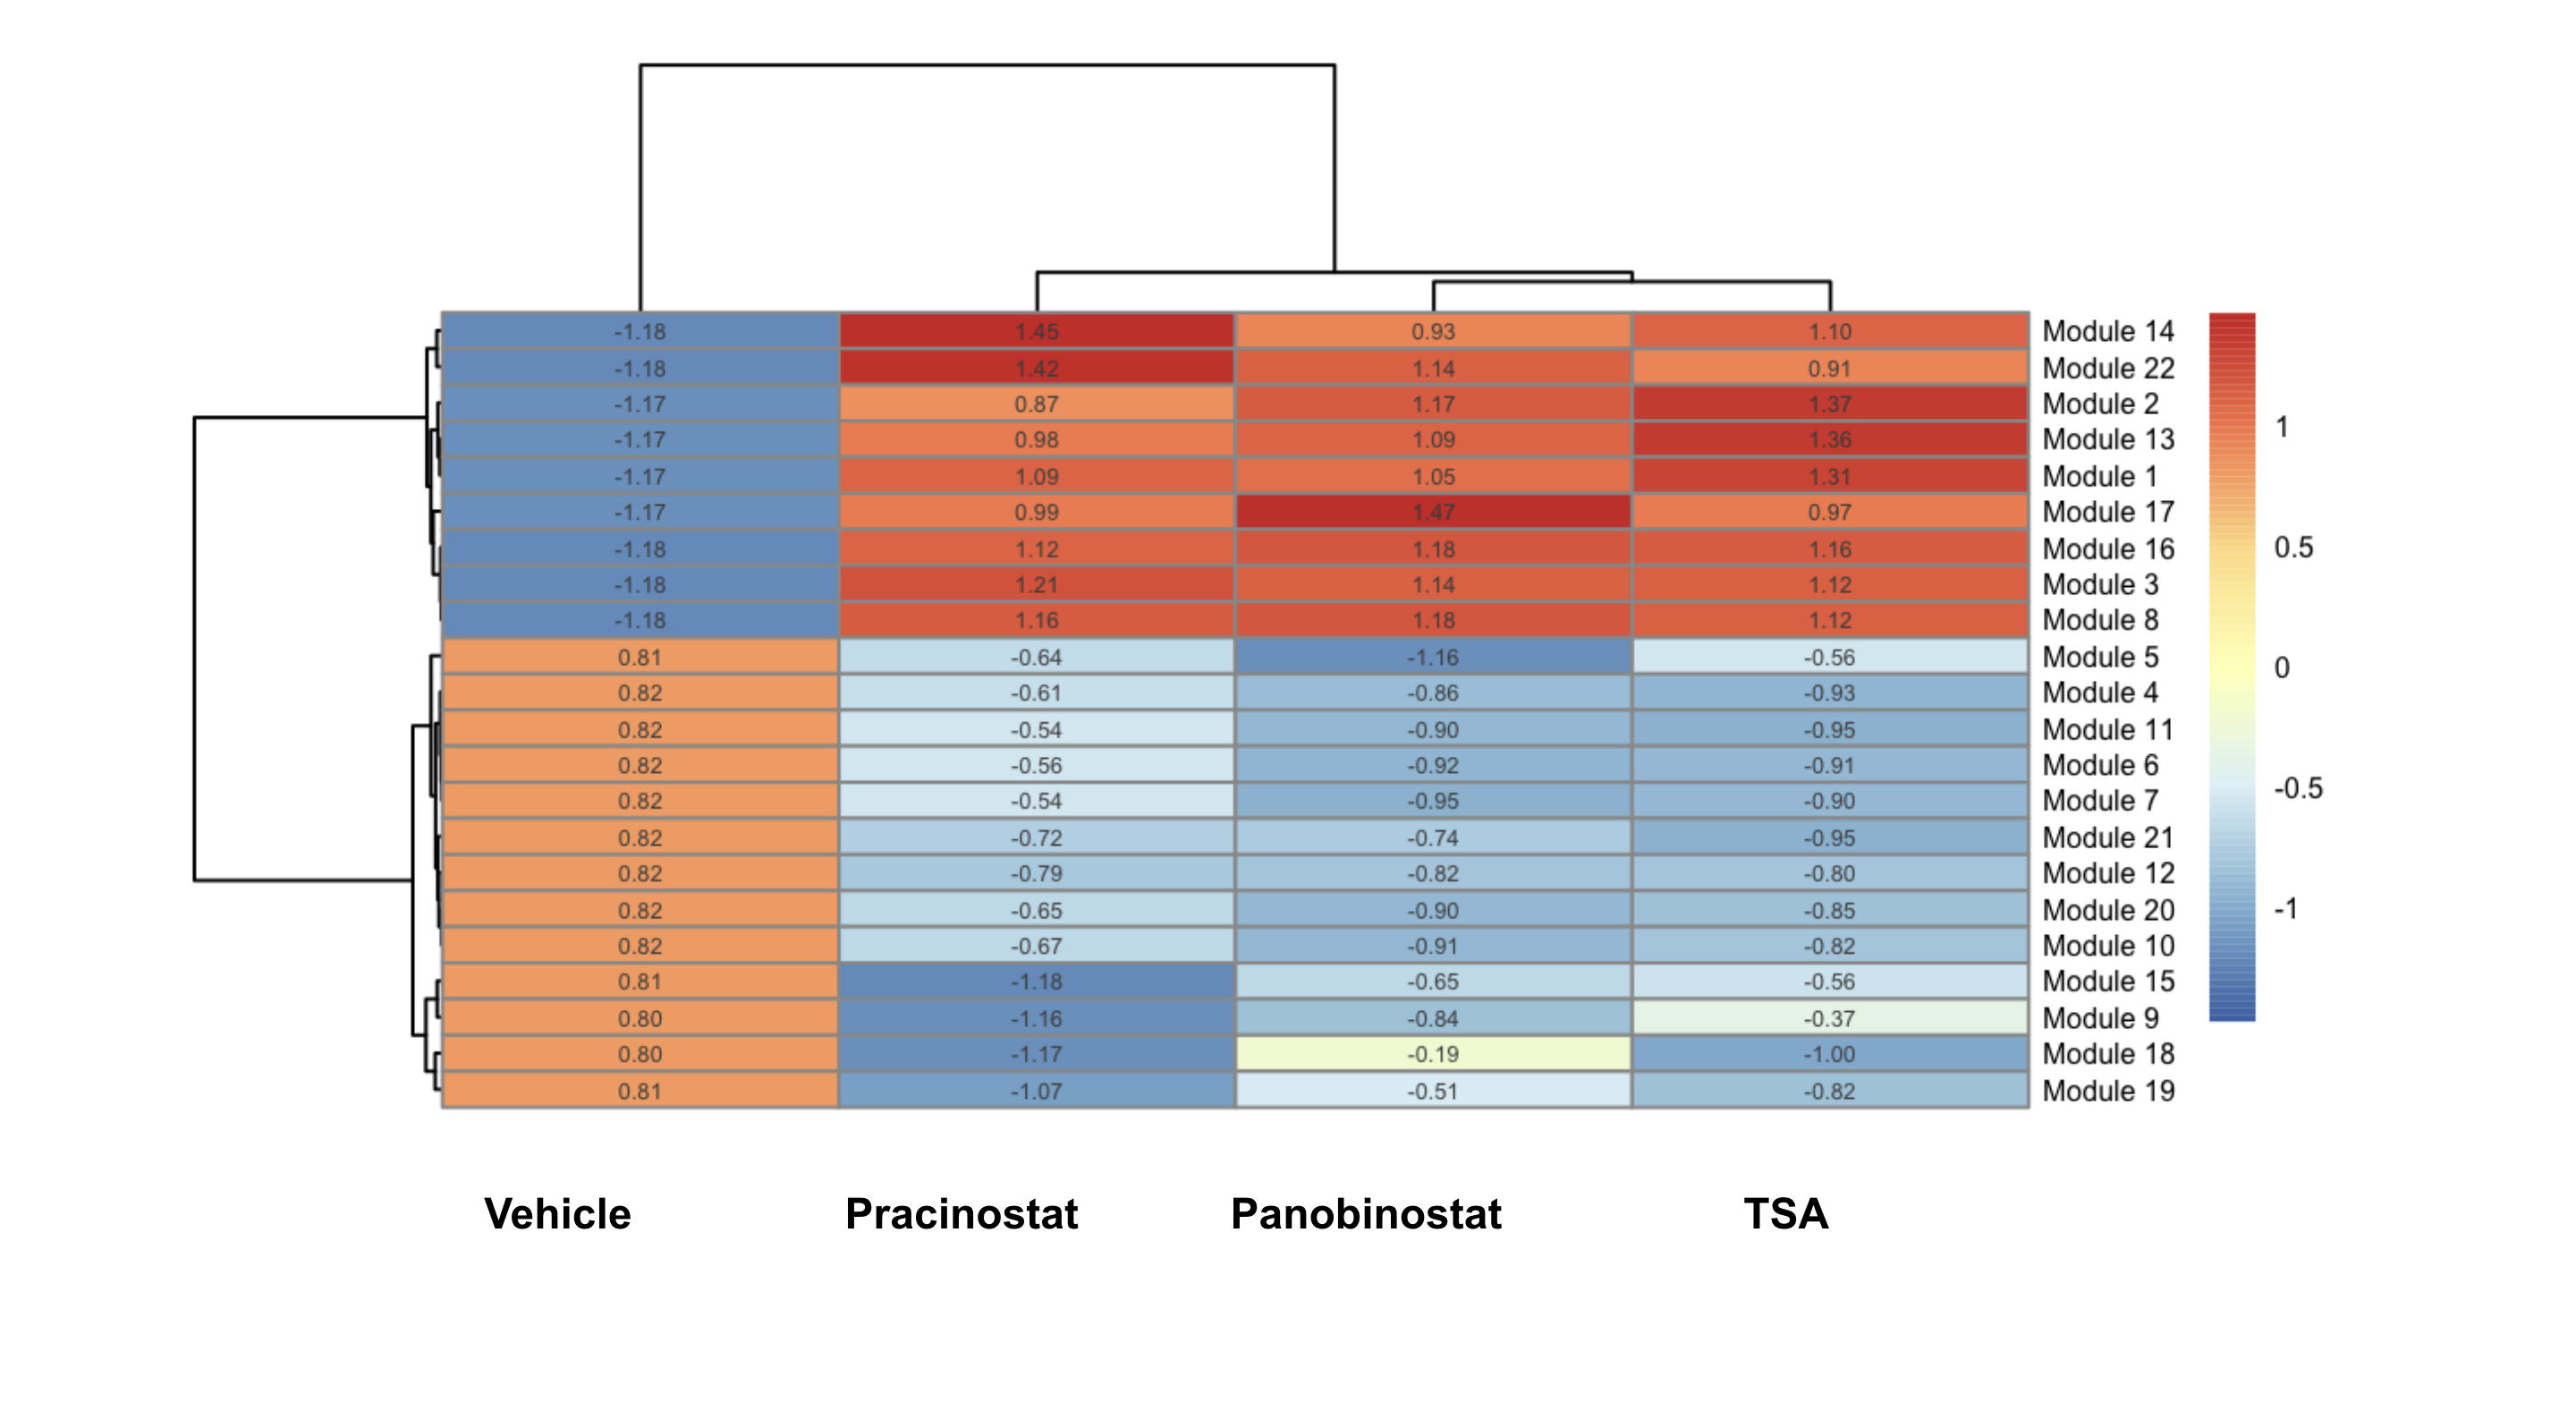 -1.18 1.45 0.93 1.10 Module 14
-1.18 1.42 1.14 0.91 Module 22
-1.17 0.87 1.17 1.37 Module 2
-1.17 0.98 1.09 1.36 Module 13
-1.17 1.09 1.05 1.31 Module 1
-1.17 0.99 1.47 0.97 Module 17
-1.18 1.12 1.18 1.16 Module 16
-1.18 1.21 1.14 1.12 Module 3
-1.18 1.16 1.18 1.12 Module 8
0.81 -0.64 -1.16 -0.56 Module 5
0.82 -0.61 -0.86 -0.93 Module 4
0.82 -0.54 -0.90 -0.95 Module 11
0.82 -0.56 -0.92 -0.91 Module 6
0.82 -0.54 -0.95 -0.90 Module 7
0.82 -0.72 -0.74 -0.95 Module 21
0.82 -0.79 -0.82 -0.80 Module 12
0.82 -0.65 -0.90 -0.85 Module 20
0.82 -0.67 -0.91 -0.82 Module 10
0.81 -1.18 -0.65 -0.56 Module 15
0.80 -1.16 -0.84 -0.37 Module 9
0.80 -1.17 -0.19 -1.00 Module 18
0.81 -1.07 -0.51 -0.82 Module 19
1
0.5
0
-0.5
-1
Vehicle Pracinostat Panobinostat TSA